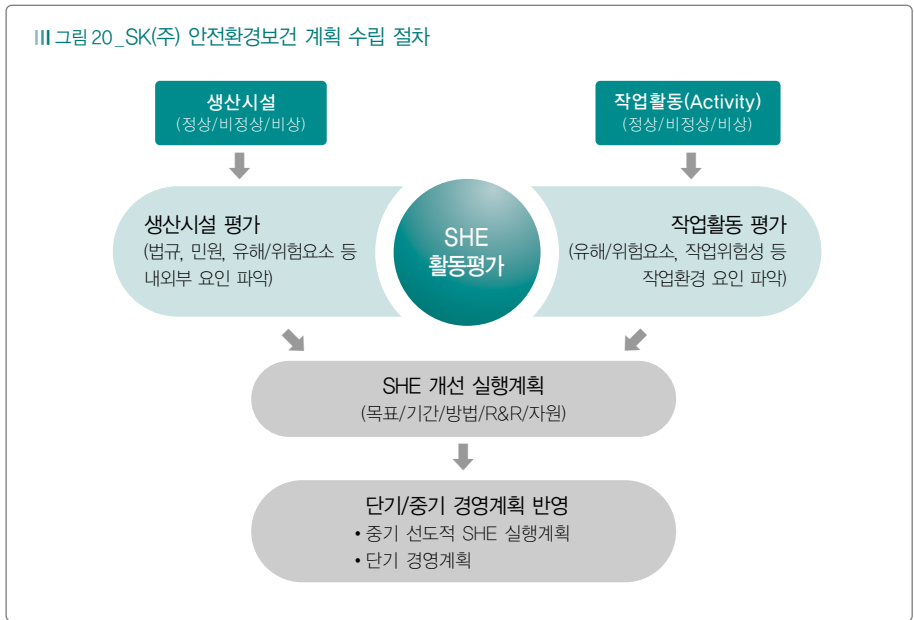 그림 20_SK(주) 안전환경보건 계획 수립 절차
생산시설
(정상/비정상/비상)
작업활동(Activity)
(정상/비정상/비상)
생산시설 평가
(법규, 민원, 유해/위험요소 등
내외부 요인 파악)
SHE
활동평가
작업활동 평가
(유해/위험요소, 작업위험성 등
작업환경 요인 파악)
SHE 개선 실행계획
(목표/기간/방법/R&R/자원)
단기/중기 경영계획 반영
• 중기 선도적 SHE 실행계획
• 단기 경영계획